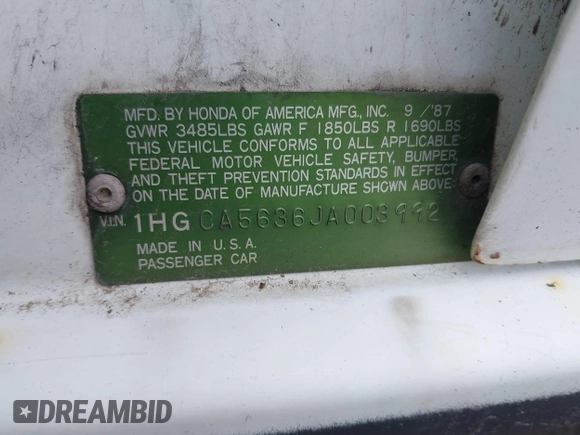 MFD. BY HONDA OF AMERICA MFG., INC. 9 /'87
GVWR 3485LBS GAWR F 1850LBS R 1690LBS
THIS VEHICLE CONFORMS TO ALL APPLICABLE
FEDERAL MOTOR VEHICLE SAFETY, BUMPER,
AND THEFT PREVENTION STANDARDS IN EFFECT
ON THE DATE OF MANUFACTURE SHOWN ABOVE.
V.I.N. 1HG CA5636JA003992
MADE IN U.S.A.
PASSENGER CAR
DREAMBID